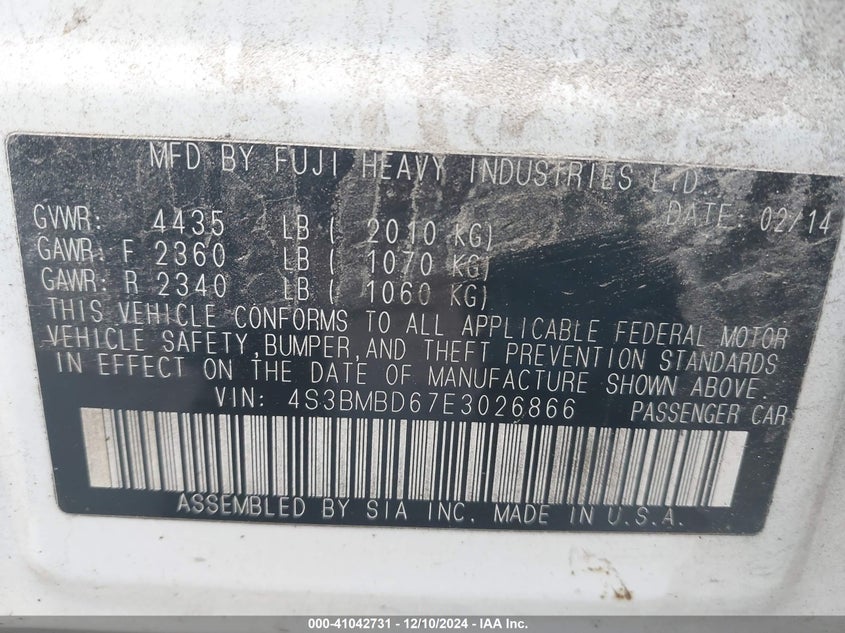 MFD BY FUJI HEAVY INDUSTRIES LTD.
DATE: 02/14
GVWR: 4435 LB ( 2010 KG)
GAWR: F 2360 LB ( 1070 KG)
GAWR: R 2340 LB ( 1060 KG)
THIS VEHICLE CONFORMS TO ALL APPLICABLE FEDERAL MOTOR
VEHICLE SAFETY,BUMPER,AND THEFT PREVENTION STANDARDS
IN EFFECT ON THE DATE OF MANUFACTURE SHOWN ABOVE.
VIN: 4S3BMBD67E3026866 PASSENGER CAR
ASSEMBLED BY SIA INC. MADE IN U.S.A.
000-41042731 - 12/10/2024 - IAA Inc.